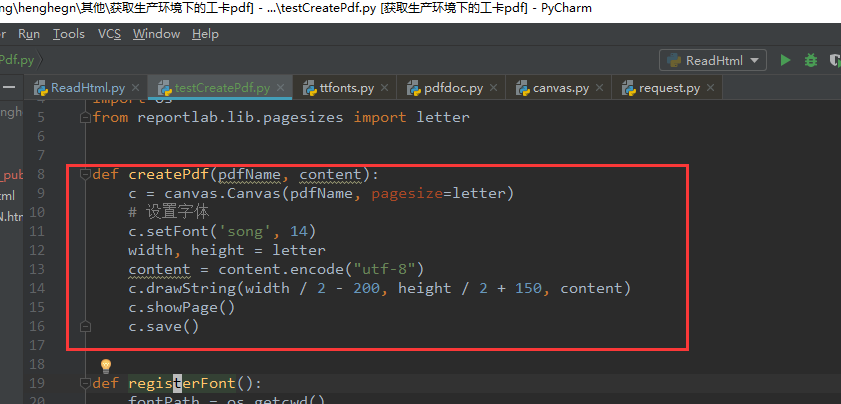 ng\henghegn\其他\获取生产环境下的工卡pdf] - ...\testCreatePdf.py [获取生产环境下的工卡pdf] - PyCharm
or Run Tools VCS Window Help
Pdf.py ReadHtml
ReadHtml.py testCreatePdf.py ttfonts.py pdfdoc.py canvas.py request.py
4 import os
5 from reportlab.lib.pagesizes import letter
6
7
8 def createPdf(pdfName, content):
9 c = canvas.Canvas(pdfName, pagesize=letter)
10 # 设置字体
11 c.setFont('song', 14)
12 width, height = letter
13 content = content.encode("utf-8")
14 c.drawString(width / 2 - 200, height / 2 + 150, content)
15 c.showPage()
16 c.save()
17
18
19 def registerFont():
20 fontPath = os.getcwd()
engh
_pub
tml
N.htm